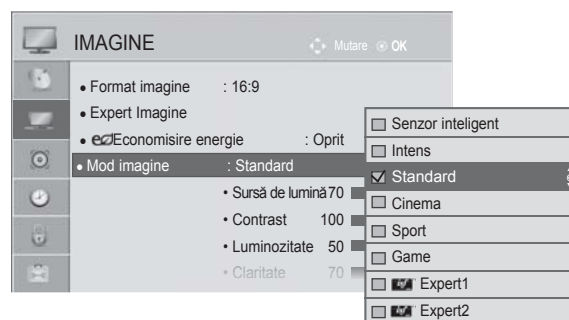 IMAGINE
Mutare OK
• Format imagine : 16:9
• Expert Imagine
• Economisire energie : Oprit
• Mod imagine : Standard
• Sursă de lumină 70
• Contrast 100
• Luminozitate 50
• Claritate 70
Senzor inteligent
Intens
Standard
Cinema
Sport
Game
Expert1
Expert2